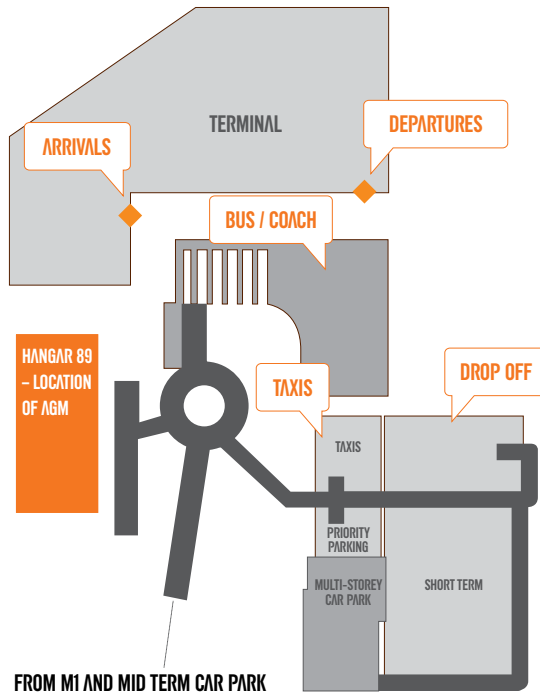 TERMINAL
DEPARTURES
ARRIVALS
BUS / COACH
HANGAR 89
– LOCATION
OF AGM
TAXIS
DROP OFF
TAXIS
PRIORITY
PARKING
MULTI-STOREY
CAR PARK
SHORT TERM
FROM M1 AND MID TERM CAR PARK